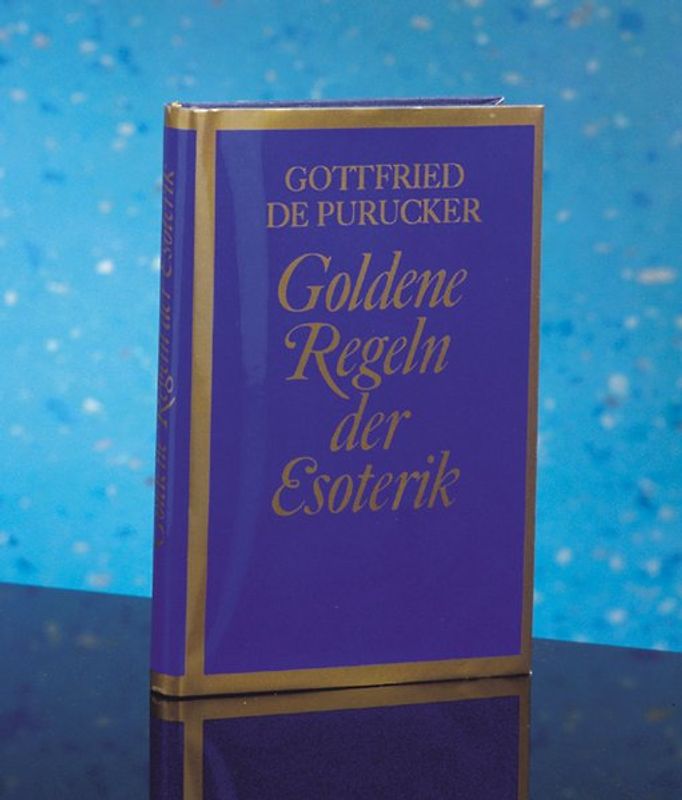 GOTTFRIED
DE PURUCKER
Goldene
Regeln
der
Esoterik
Goldene Regeln der Esoterik